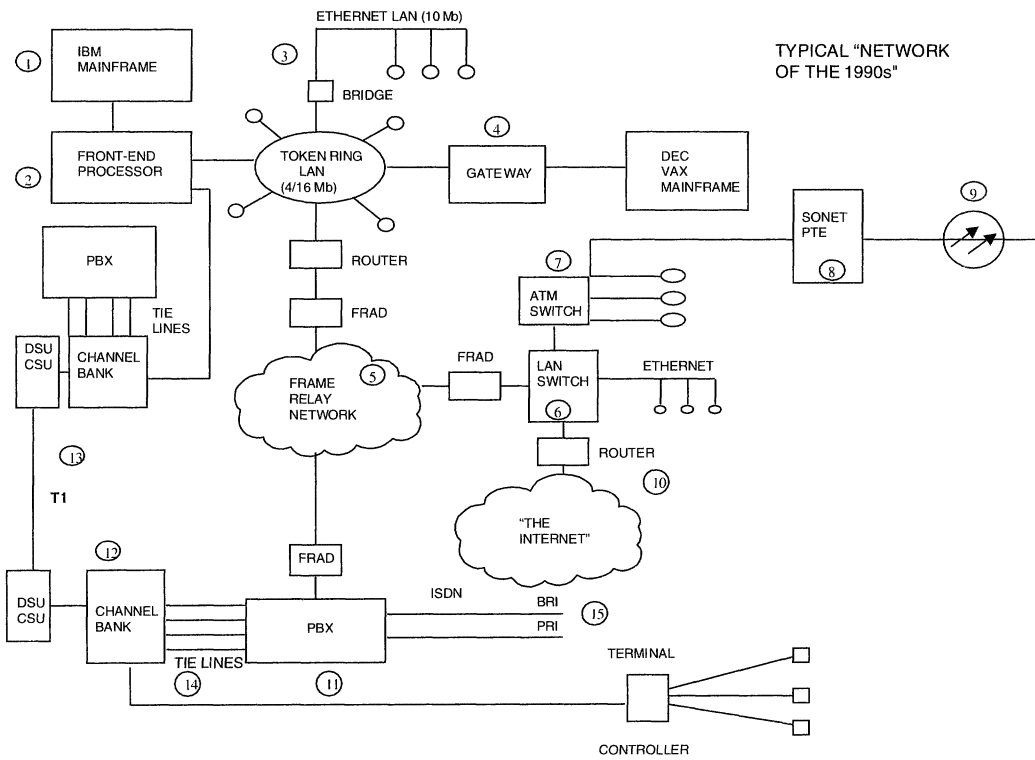 ETHERNET LAN (10 Mb)
TYPICAL "NETWORK
OF THE 1990s"
1
IBM
MAINFRAME
3
BRIDGE
2
FRONT-END
PROCESSOR
TOKEN RING
LAN
(4/16 Mb)
4
GATEWAY
DEC
VAX
MAINFRAME
9
SONET
PTE
8
PBX
ROUTER
7
ATM
SWITCH
TIE
LINES
FRAD
DSU
CSU
CHANNEL
BANK
FRAME
RELAY
NETWORK
5
FRAD
LAN
SWITCH
6
ETHERNET
13
T1
ROUTER
10
"THE
INTERNET"
12
FRAD
DSU
CSU
CHANNEL
BANK
PBX
ISDN
BRI
PRI
15
TIE LINES
14
11
TERMINAL
CONTROLLER